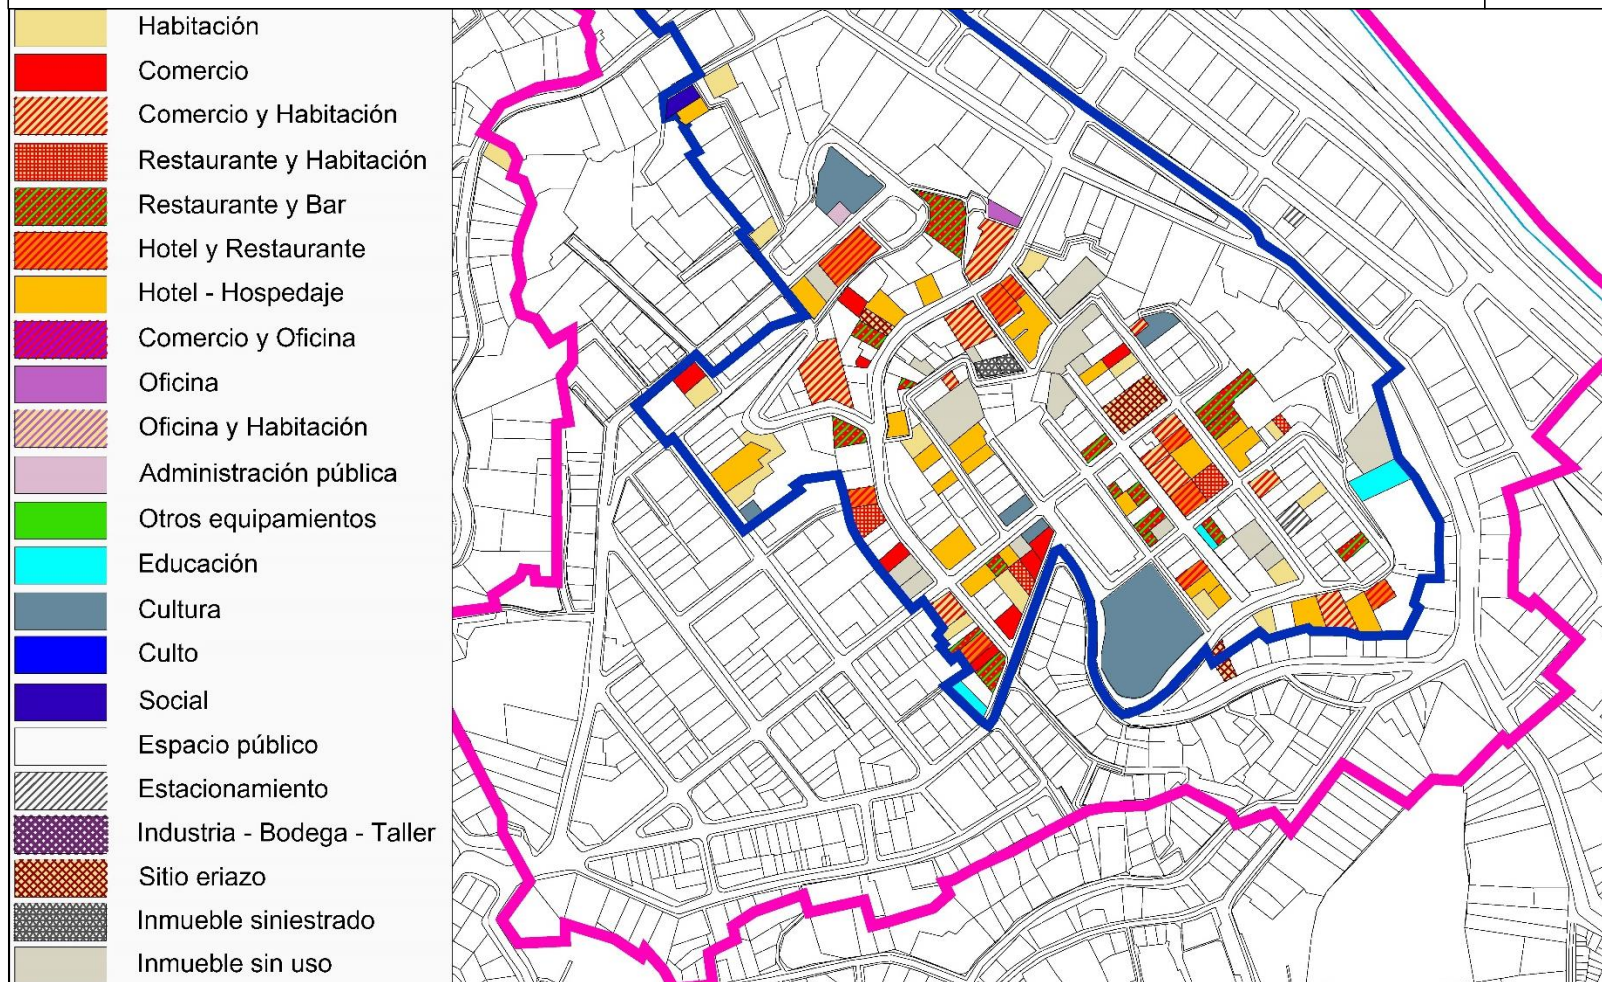 Habitación
Comercio
Comercio y Habitación
Restaurante y Habitación
Restaurante y Bar
Hotel y Restaurante
Hotel - Hospedaje
Comercio y Oficina
Oficina
Oficina y Habitación
Administración pública
Otros equipamientos
Educación
Cultura
Culto
Social
Espacio público
Estacionamiento
Industria - Bodega - Taller
Sitio eriazo
Inmueble siniestrado
Inmueble sin uso